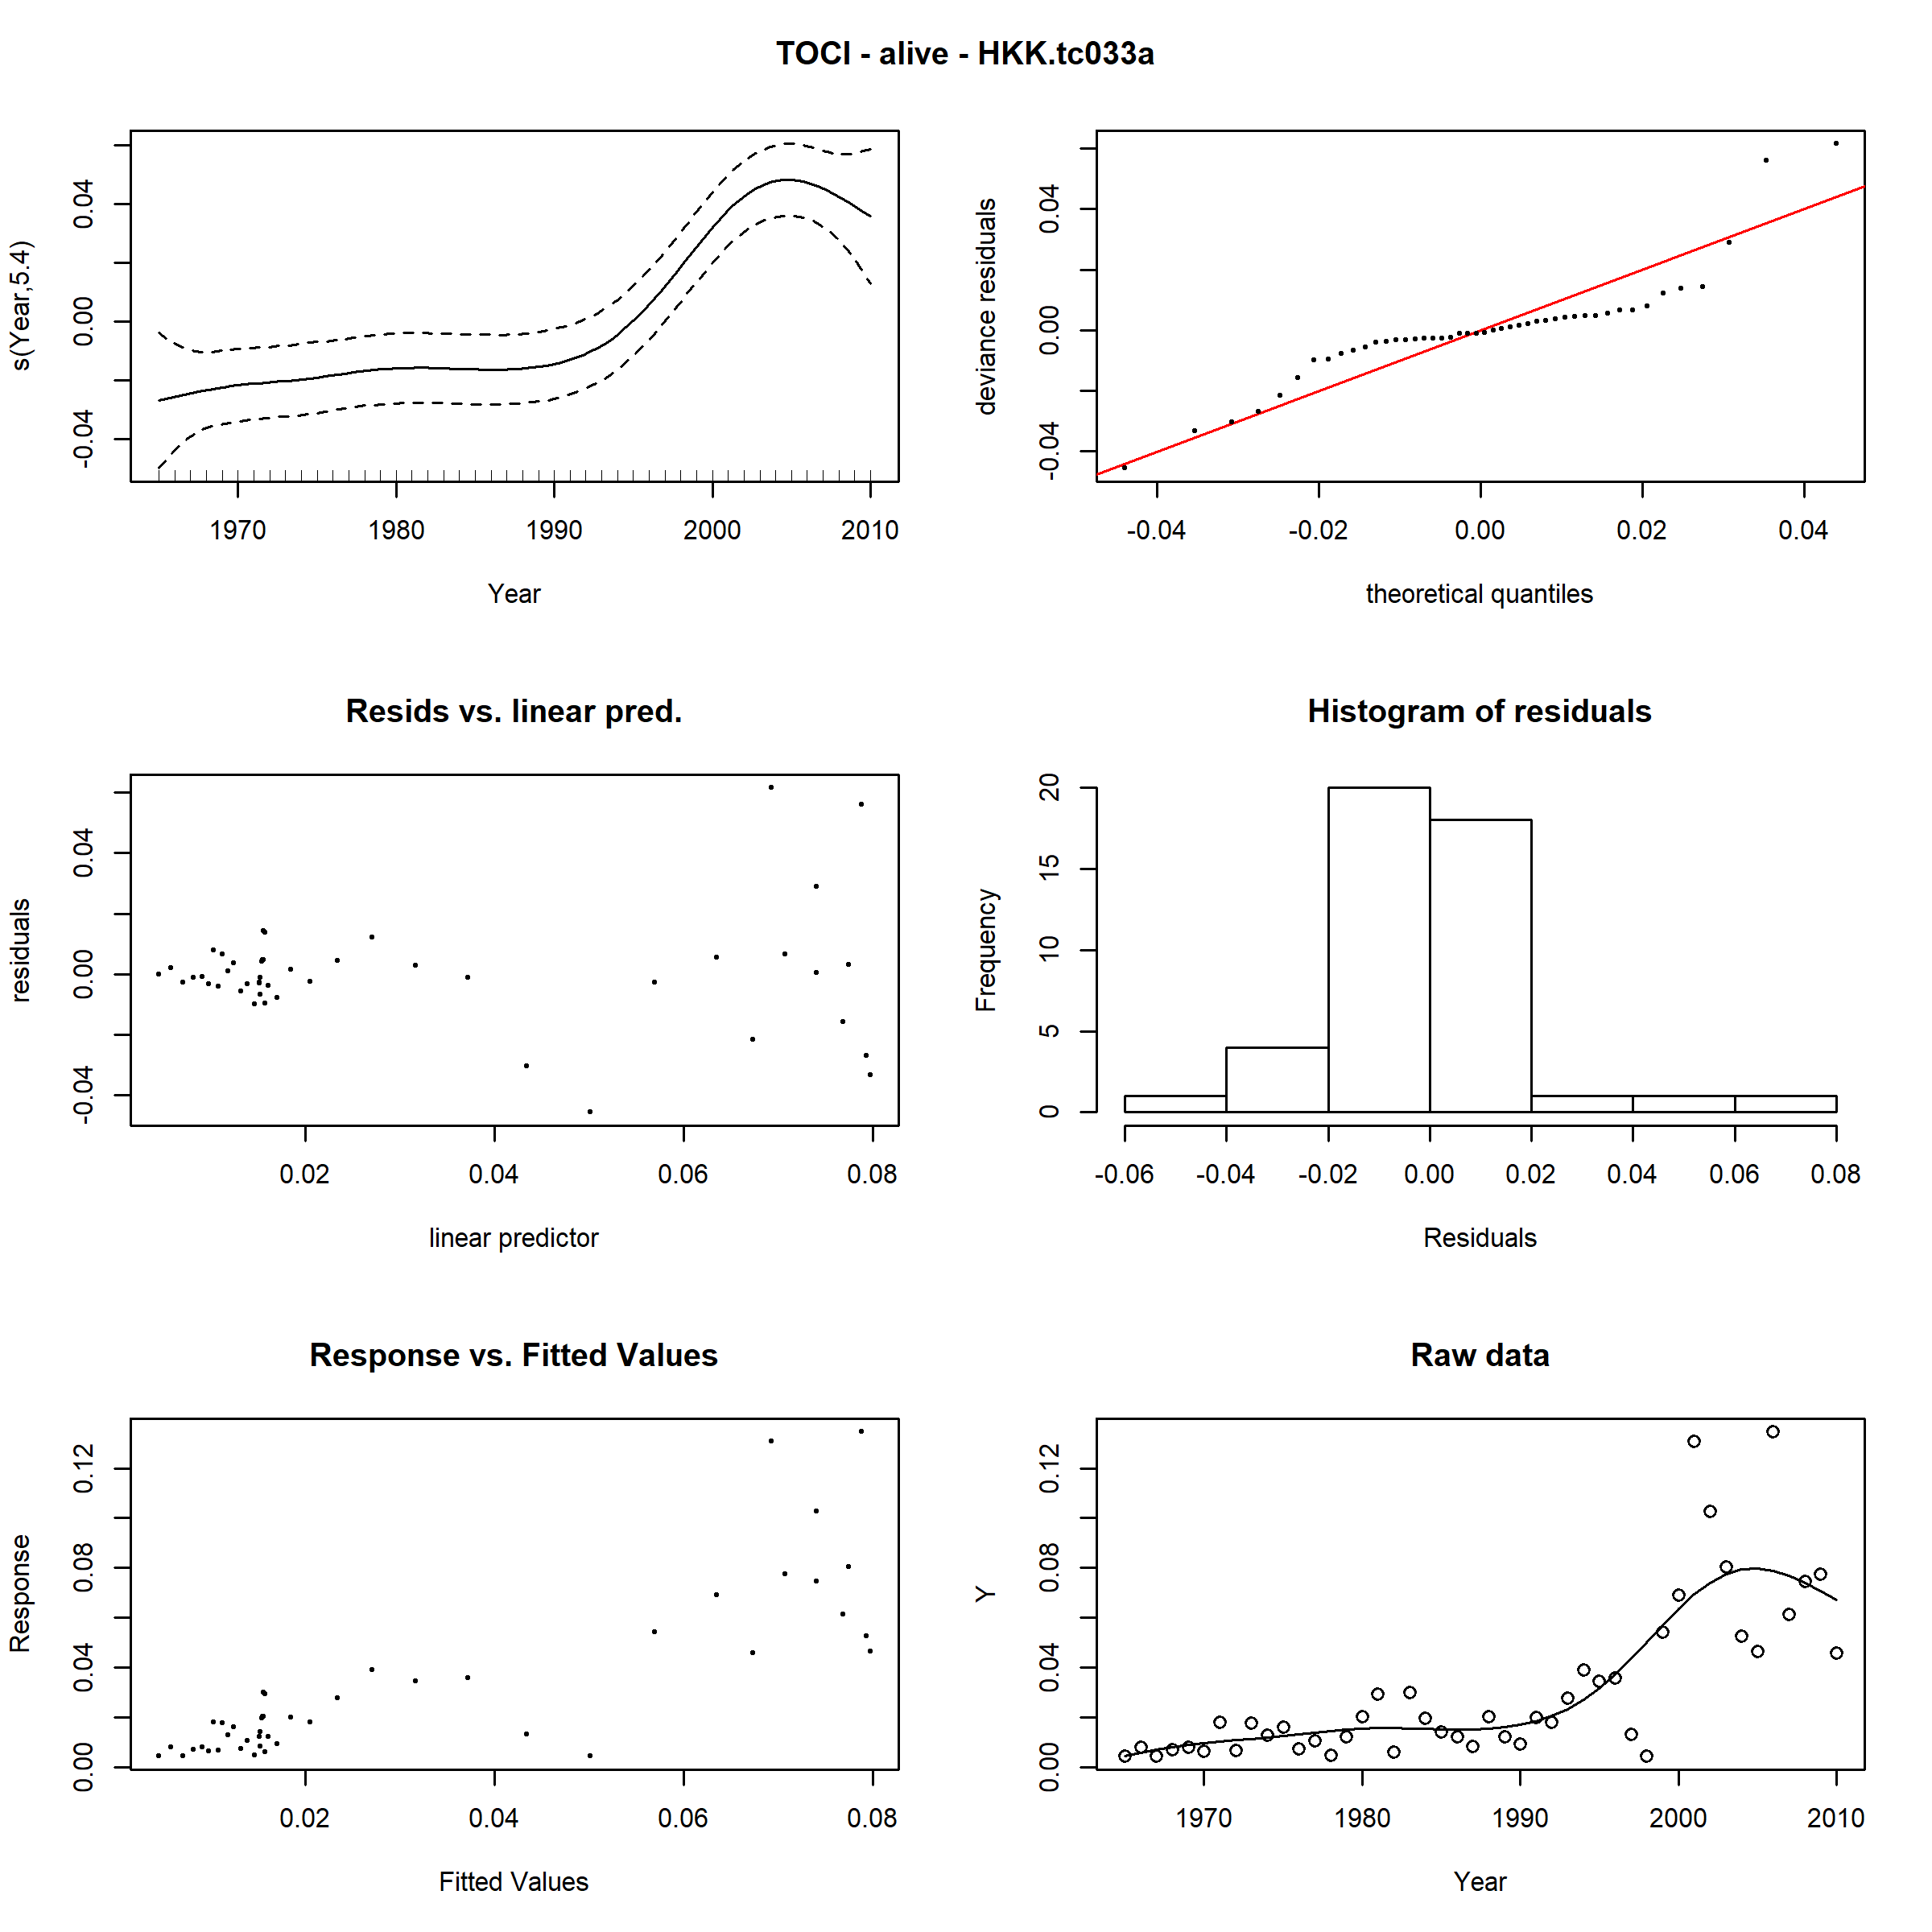 TOCI - alive - HKK.tc033a
s(Year,5.4)
0.04
0.00
-0.04
1970 1980 1990 2000 2010
Year
deviance residuals
0.04
0.00
-0.04
-0.04 -0.02 0.00 0.02 0.04
theoretical quantiles
Resids vs. linear pred.
residuals
0.04
0.00
-0.04
0.02 0.04 0.06 0.08
linear predictor
Histogram of residuals
Frequency
20
15
10
5
0
-0.06 -0.04 -0.02 0.00 0.02 0.04 0.06 0.08
Residuals
Response vs. Fitted Values
Response
0.12
0.08
0.04
0.00
0.02 0.04 0.06 0.08
Fitted Values
Raw data
Y
0.12
0.08
0.04
0.00
1970 1980 1990 2000 2010
Year